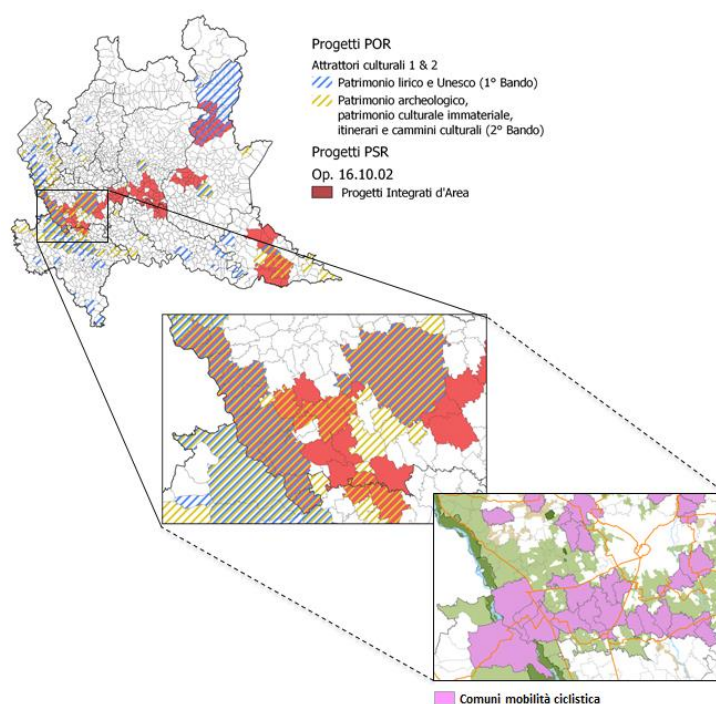 Progetti POR
Attrattori culturali 1 & 2
Patrimonio lirico e Unesco (1° Bando)
Patrimonio archeologico,
patrimonio culturale immateriale,
itinerari e cammini culturali (2° Bando)
Progetti PSR
Op. 16.10.02
Progetti Integrati d'Area
Comuni mobilità ciclistica